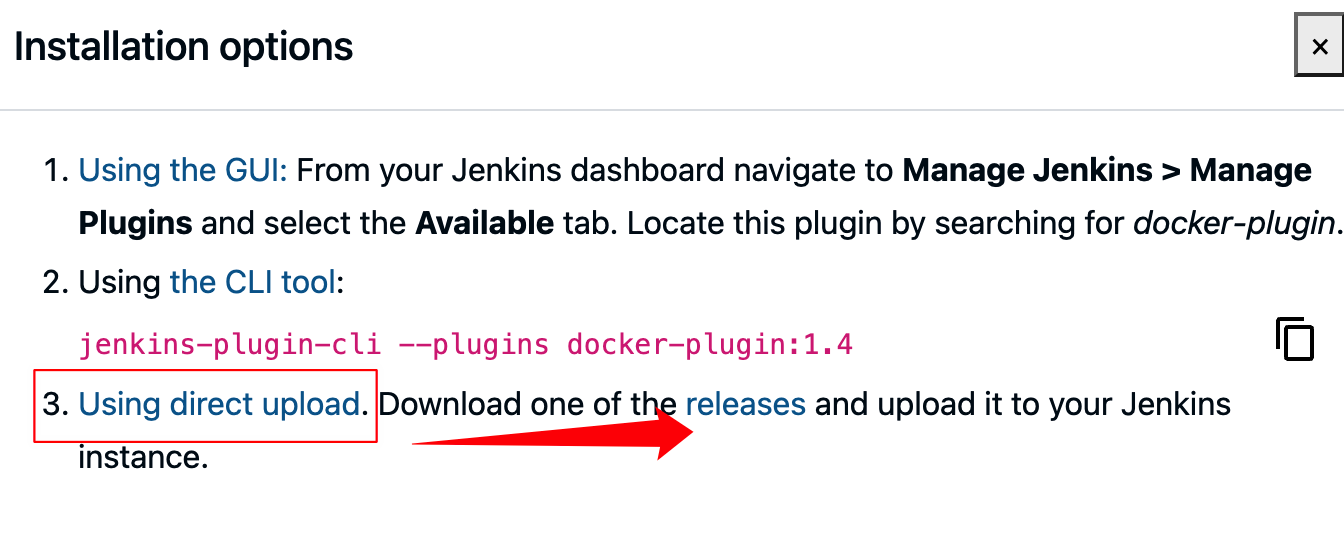 Installation options
×
1. Using the GUI: From your Jenkins dashboard navigate to Manage Jenkins > Manage
Plugins and select the Available tab. Locate this plugin by searching for docker-plugin.
2. Using the CLI tool:
jenkins-plugin-cli --plugins docker-plugin:1.4
3. Using direct upload. Download one of the releases and upload it to your Jenkins
instance.